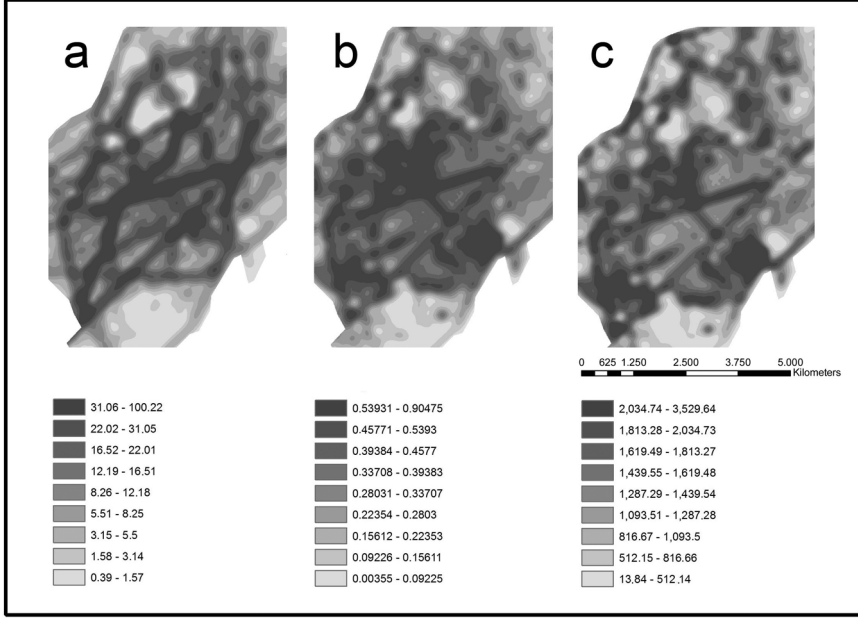 a
b
c
0 625 1.250 2.500 3.750 5.000
Kilometers
31.06 - 100.22
22.02 - 31.05
16.52 - 22.01
12.19 - 16.51
8.26 - 12.18
5.51 - 8.25
3.15 - 5.5
1.58 - 3.14
0.39 - 1.57
0.53931 - 0.90475
0.45771 - 0.5393
0.39384 - 0.4577
0.33708 - 0.39383
0.28031 - 0.33707
0.22354 - 0.2803
0.15612 - 0.22353
0.09226 - 0.15611
0.00355 - 0.09225
2,034.74 - 3,529,64
1,813.28 - 2,034.73
1,619.49 - 1,813.27
1,439.55 - 1,619.48
1,287.29 - 1,439.54
1,093.51 - 1,287,28
816.67 - 1,093.5
512.15 - 816.66
13,84 - 512,14